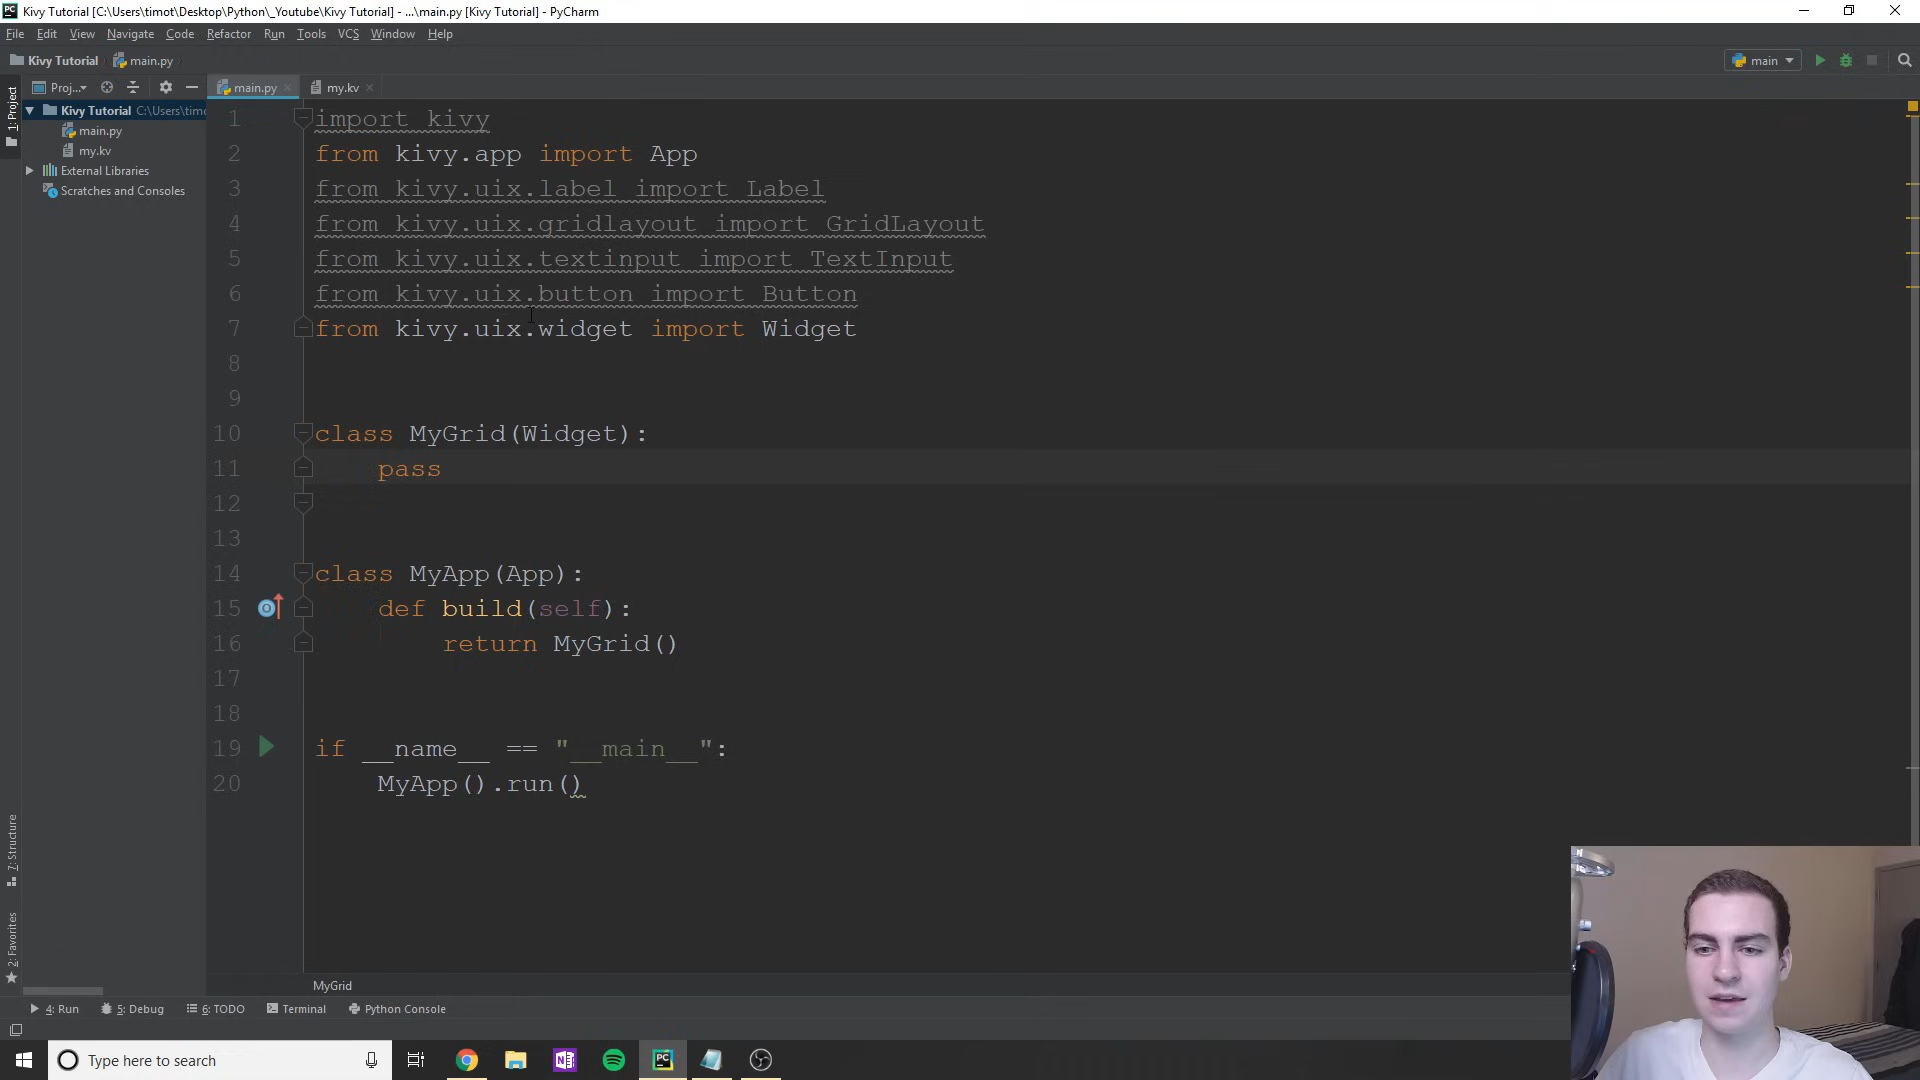 Kivy Tutorial [C:\Users\timot\Desktop\Python\_Youtube\Kivy Tutorial] - ...\main.py [Kivy Tutorial] - PyCharm
File Edit View Navigate Code Refactor Run Tools VCS Window Help
Kivy Tutorial main.py main
Proj... main.py my.kv
1: Project
Kivy Tutorial C:\Users\timo
main.py
my.kv
External Libraries
Scratches and Consoles
1 import kivy
2 from kivy.app import App
3 from kivy.uix.label import Label
4 from kivy.uix.gridlayout import GridLayout
5 from kivy.uix.textinput import TextInput
6 from kivy.uix.button import Button
7 from kivy.uix.widget import Widget
8
9
10 class MyGrid(Widget):
11 pass
12
13
14 class MyApp(App):
15 def build(self):
16 return MyGrid()
17
18
19 if __name__ == "__main__":
20 MyApp().run()
7: Structure
2: Favorites
MyGrid
4: Run 5: Debug 6: TODO Terminal Python Console
Type here to search